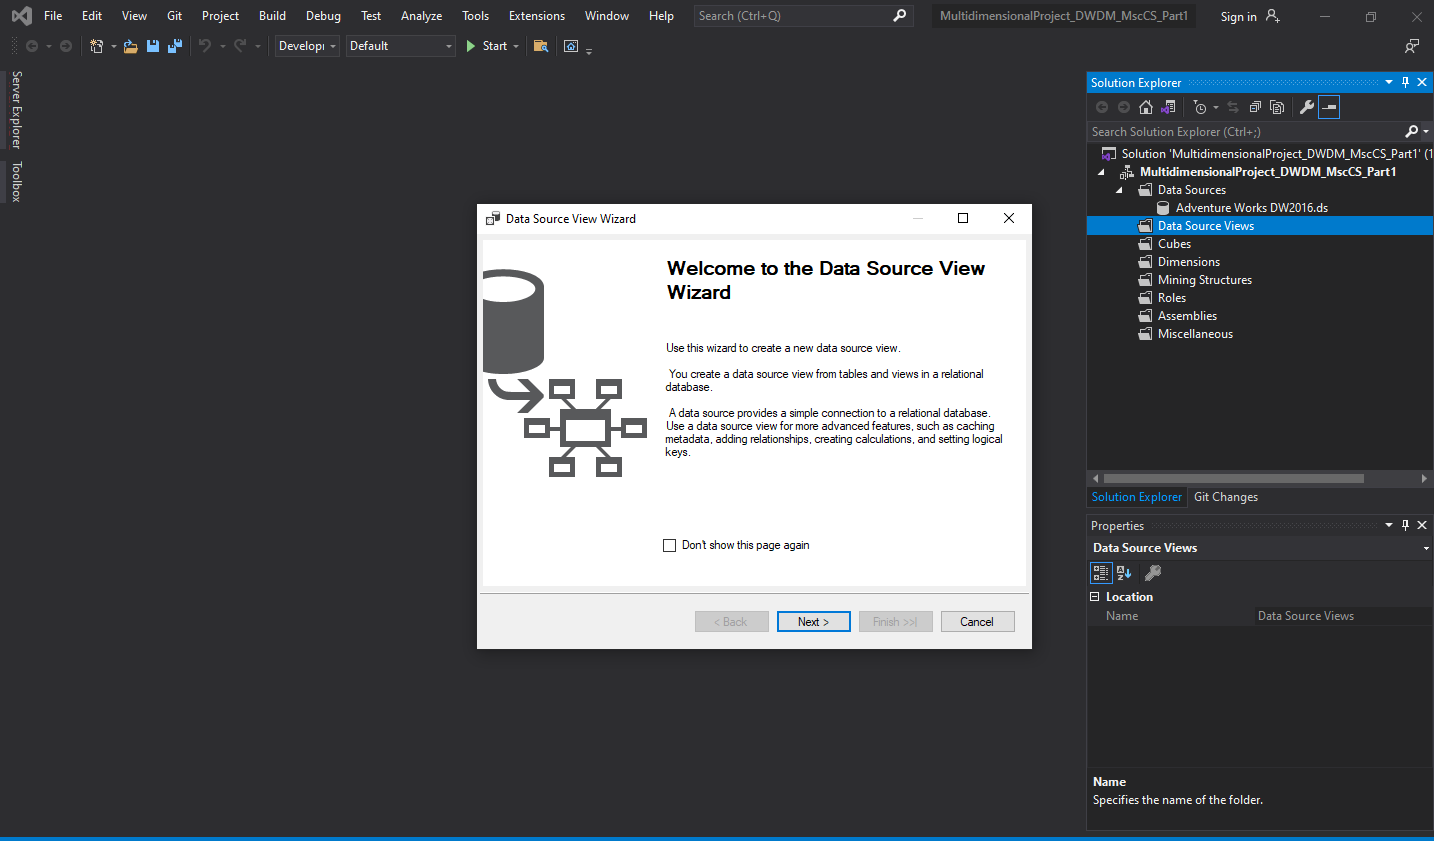 File Edit View Git Project Build Debug Test Analyze Tools Extensions Window Help Search (Ctrl+Q) MultidimensionalProject_DWDM_MscCS_Part1 Sign in
Developr Default Start
Server Explorer
Toolbox
Solution Explorer
Search Solution Explorer (Ctrl+;)
Solution 'MultidimensionalProject_DWDM_MscCS_Part1' (1
MultidimensionalProject_DWDM_MscCS_Part1
Data Sources
Adventure Works DW2016.ds
Data Source Views
Cubes
Dimensions
Mining Structures
Roles
Assemblies
Miscellaneous
Solution Explorer Git Changes
Data Source View Wizard
Welcome to the Data Source View
Wizard
Use this wizard to create a new data source view.
You create a data source view from tables and views in a relational
database.
A data source provides a simple connection to a relational database.
Use a data source view for more advanced features, such as caching
metadata, adding relationships, creating calculations, and setting logical
keys.
Don't show this page again
< Back Next > Finish >>| Cancel
Properties
Data Source Views
Location
Name Data Source Views
Name
Specifies the name of the folder.